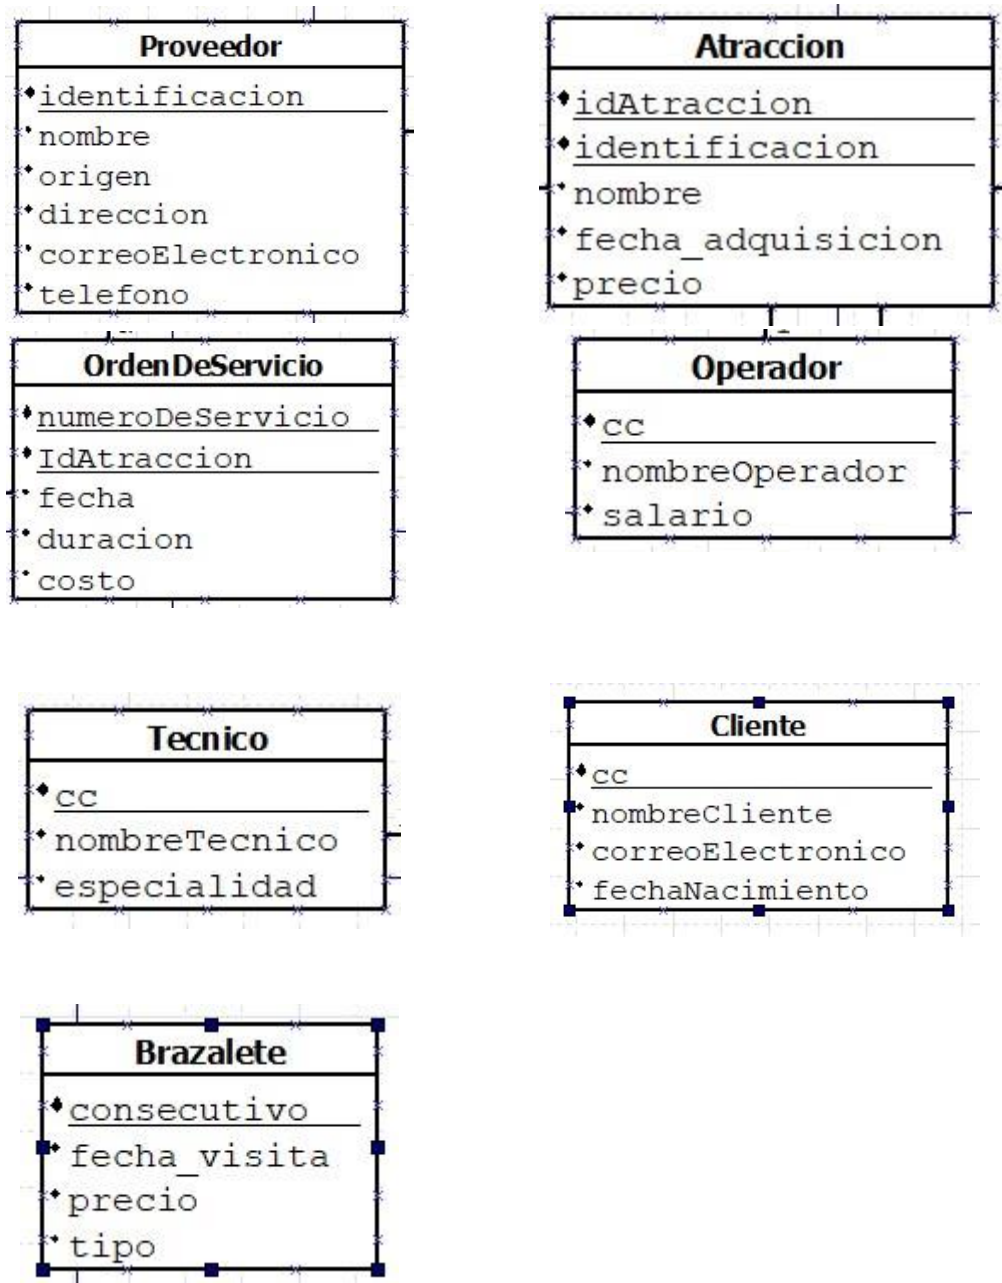 Proveedor
identificacion
nombre
origen
direccion
correoElectronico
telefono
Atraccion
idAtraccion
identificacion
nombre
fecha_adquisicion
precio
OrdenDeServicio
numeroDeServicio
IdAtraccion
fecha
duracion
costo
Operador
cc
nombreOperador
salario
Tecnico
cc
nombreTecnico
especialidad
Cliente
cc
nombreCliente
correoElectronico
fechaNacimiento
Brazalete
consecutivo
fecha_visita
precio
tipo